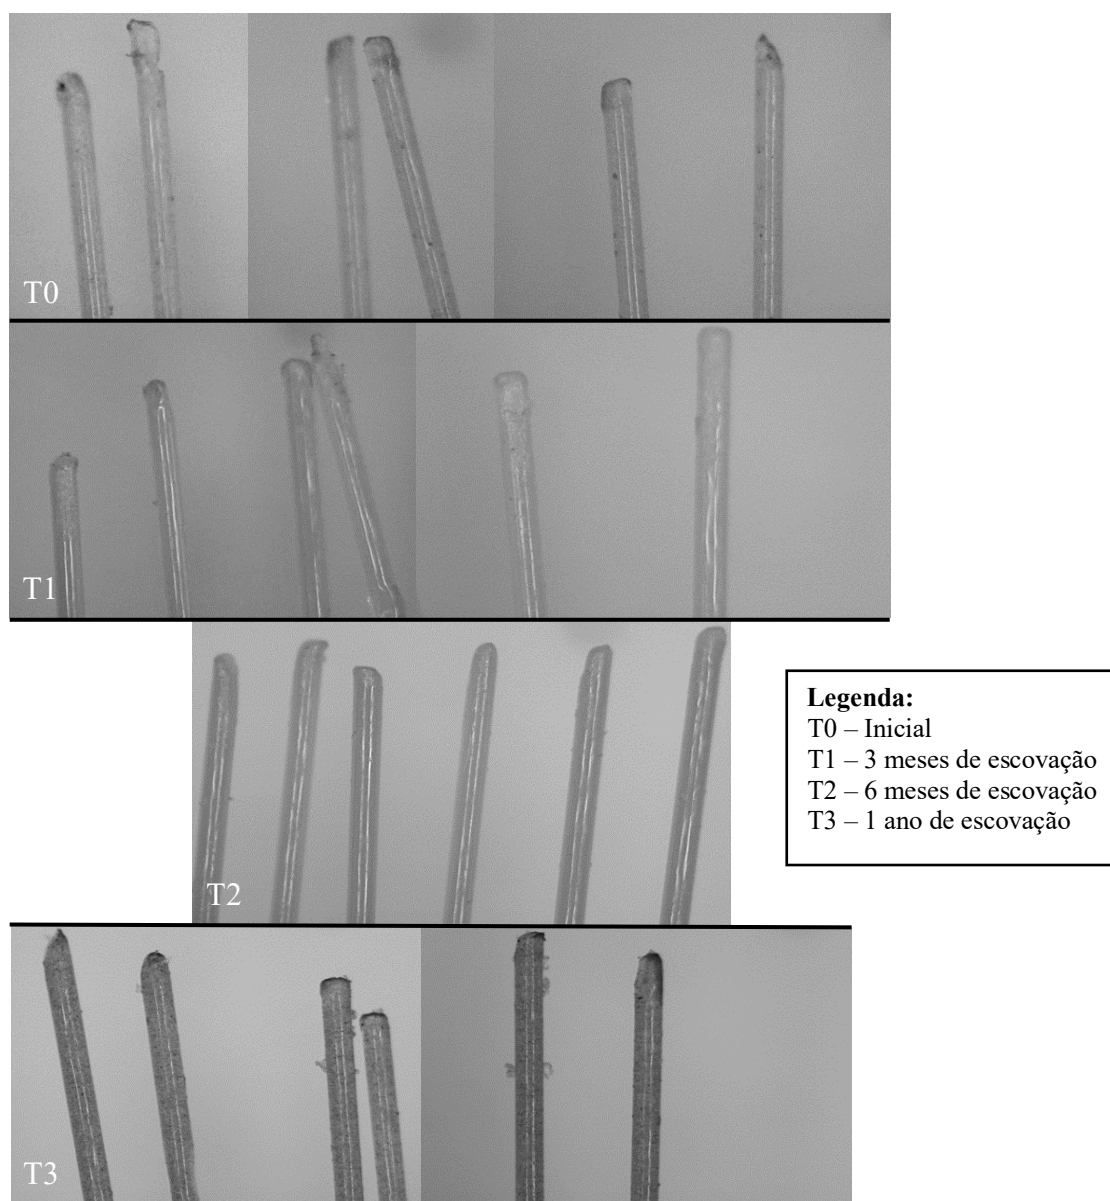 T0
T1
T2
Legenda:
T0 – Inicial
T1 – 3 meses de escovação
T2 – 6 meses de escovação
T3 – 1 ano de escovação
T3